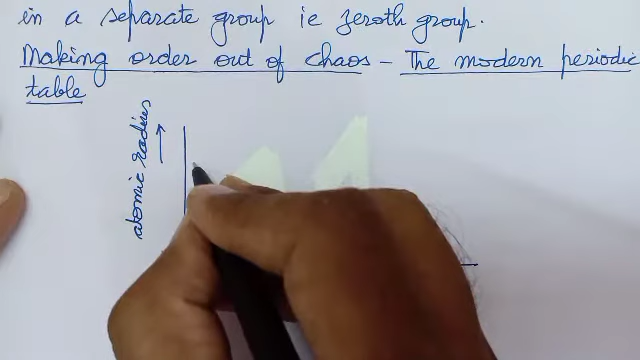 in a separate group ie zeroth group.
Making order out of chaos - The modern periodic
table
atomic radius